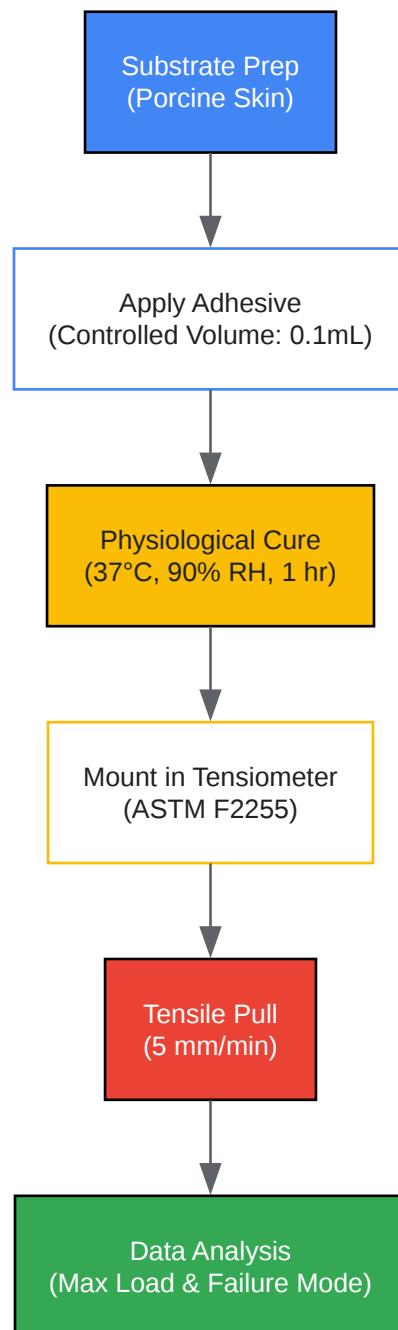 Substrate Prep
(Porcine Skin)
Apply Adhesive
(Controlled Volume: 0.1mL)
Physiological Cure
(37°C, 90% RH, 1 hr)
Mount in Tensiometer
(ASTM F2255)
Tensile Pull
(5 mm/min)
Data Analysis
(Max Load & Failure Mode)